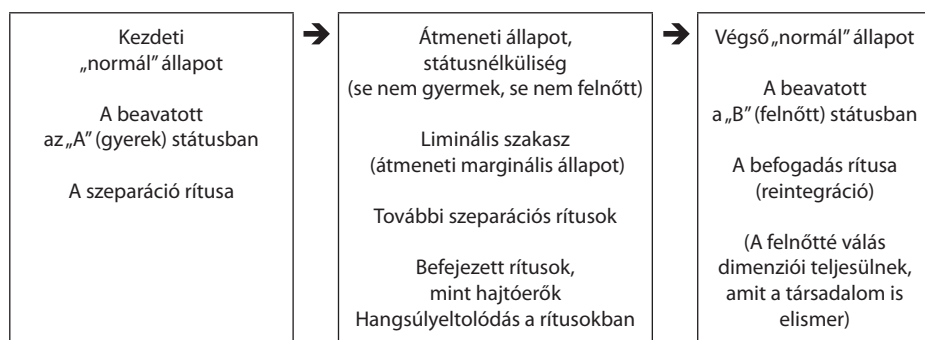 Kezdeti
„normál” állapot
A beavatott
az „A” (gyerek) státusban
A szeparáció rítusa
➔
Átmeneti állapot,
státusnélküliség
(se nem gyermek, se nem felnőtt)
Liminális szakasz
(átmeneti marginális állapot)
További szeparációs rítusok
Befejezett rítusok,
mint hajtóerők
Hangsúlyeltolódás a rítusokban
➔
Végső „normál” állapot
A beavatott
a „B” (felnőtt) státusban
A befogadás rítusa
(reintegráció)
(A felnőtté válás
dimenziói teljesülnek,
amit a társadalom is
elismer)